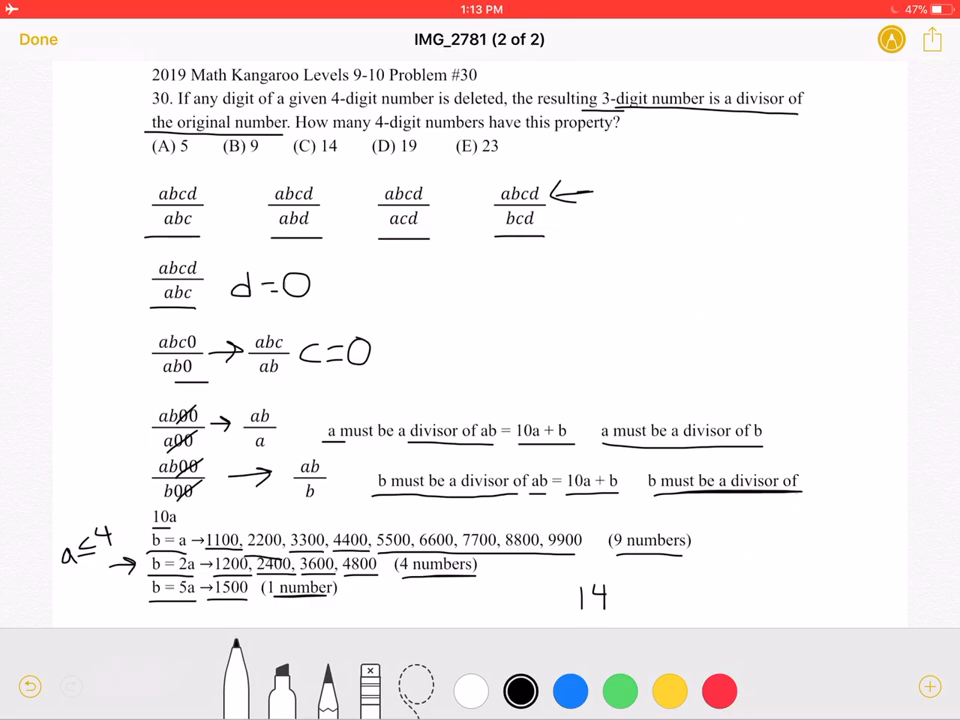 1:13 PM
47%
Done
IMG_2781 (2 of 2)
2019 Math Kangaroo Levels 9-10 Problem #30
30. If any digit of a given 4-digit number is deleted, the resulting 3-digit number is a divisor of
the original number. How many 4-digit numbers have this property?
(A) 5 (B) 9 (C) 14 (D) 19 (E) 23
abcd abcd abcd abcd ←
abc abd acd bcd
abcd
abc
d=0
abc0 → abc
ab0 ab
c=0
ab00 → ab
a00 a
a must be a divisor of ab = 10a + b a must be a divisor of b
ab00 → ab
b00 b
b must be a divisor of ab = 10a + b b must be a divisor of
10a
a≤4
b = a →1100, 2200, 3300, 4400, 5500, 6600, 7700, 8800, 9900 (9 numbers)
→ b = 2a →1200, 2400, 3600, 4800 (4 numbers)
b = 5a →1500 (1 number)
14